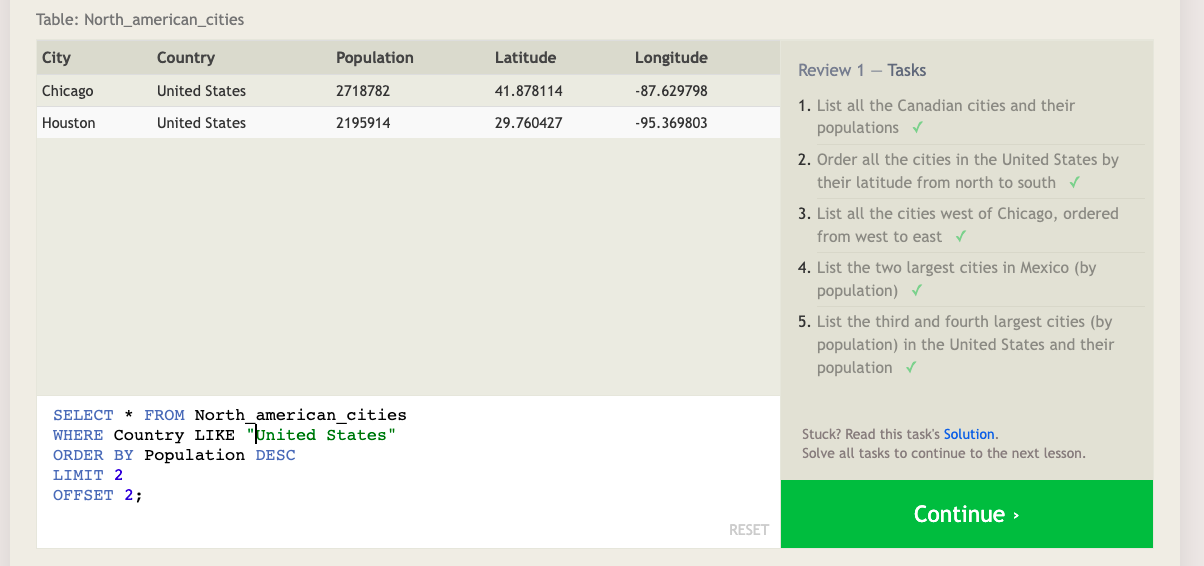 Table: North_american_cities
City Country Population Latitude Longitude
Chicago United States 2718782 41.878114 -87.629798
Houston United States 2195914 29.760427 -95.369803
SELECT * FROM North_american_cities
WHERE Country LIKE "United States"
ORDER BY Population DESC
LIMIT 2
OFFSET 2;
RESET
Review 1 — Tasks
1. List all the Canadian cities and their
populations ✓
2. Order all the cities in the United States by
their latitude from north to south ✓
3. List all the cities west of Chicago, ordered
from west to east ✓
4. List the two largest cities in Mexico (by
population) ✓
5. List the third and fourth largest cities (by
population) in the United States and their
population ✓
Stuck? Read this task's Solution.
Solve all tasks to continue to the next lesson.
Continue ›